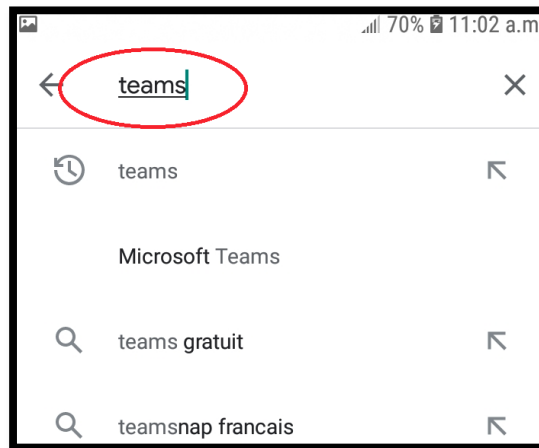 70% 11:02 a.m
teams
teams
Microsoft Teams
teams gratuit
teamsnap francais